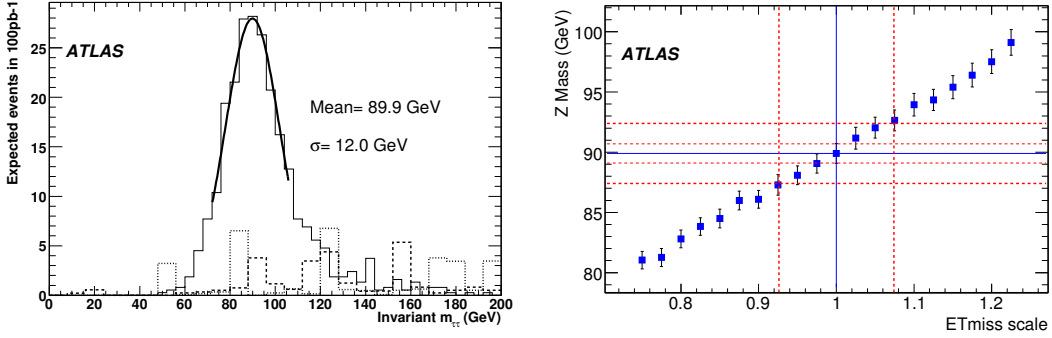 ATLAS
Mean= 89.9 GeV
σ= 12.0 GeV
Expected events in 100pb-1
25
20
15
10
5
0
0 20 40 60 80 100 120 140 160 180 200
Invariant mττ (GeV)
ATLAS
Z Mass (GeV)
100
95
90
85
80
0.8 0.9 1 1.1 1.2
ETmiss scale